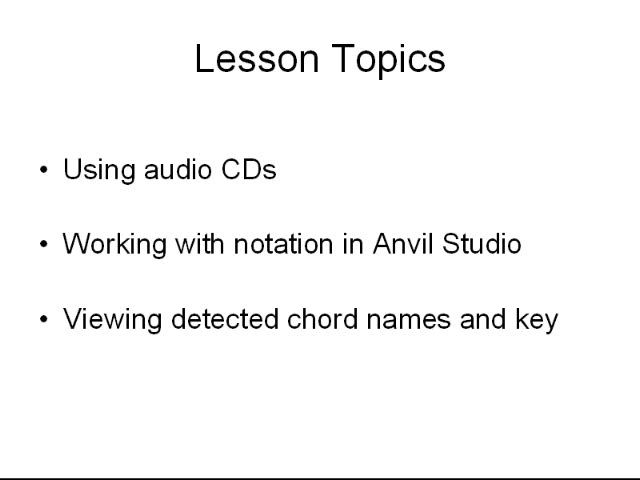 Lesson Topics
• Using audio CDs
• Working with notation in Anvil Studio
• Viewing detected chord names and key